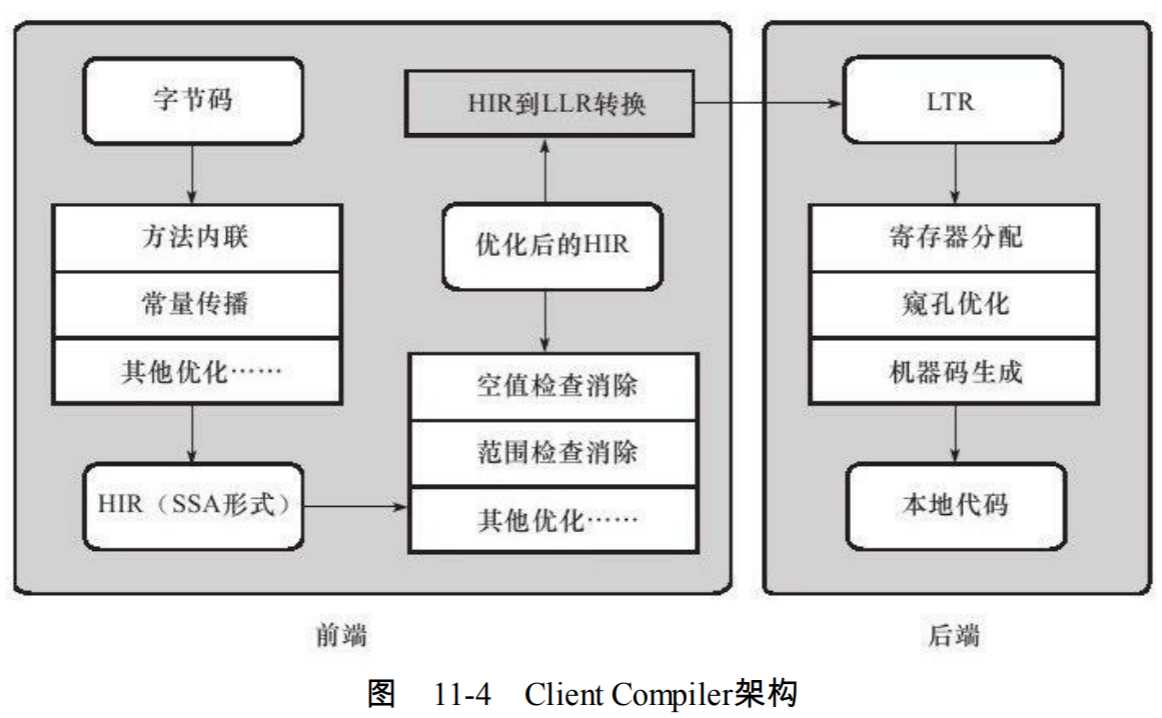 字节码
方法内联
常量传播
其他优化……
HIR（SSA形式）
HIR到LLR转换
优化后的HIR
空值检查消除
范围检查消除
其他优化……
前端
LTR
寄存器分配
窥孔优化
机器码生成
本地代码
后端
图 11-4 Client Compiler架构